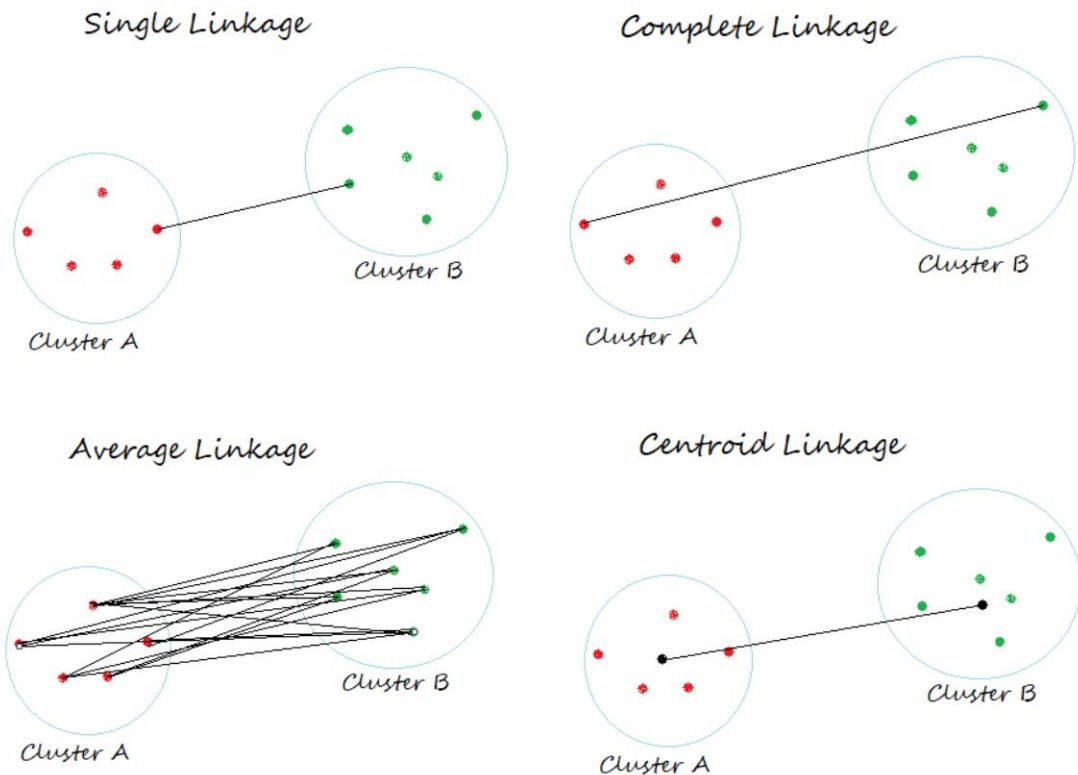 Single Linkage
Complete Linkage
Cluster B
Cluster A
Cluster B
Cluster A
Average Linkage
Centroid Linkage
Cluster B
Cluster A
Cluster B
Cluster A